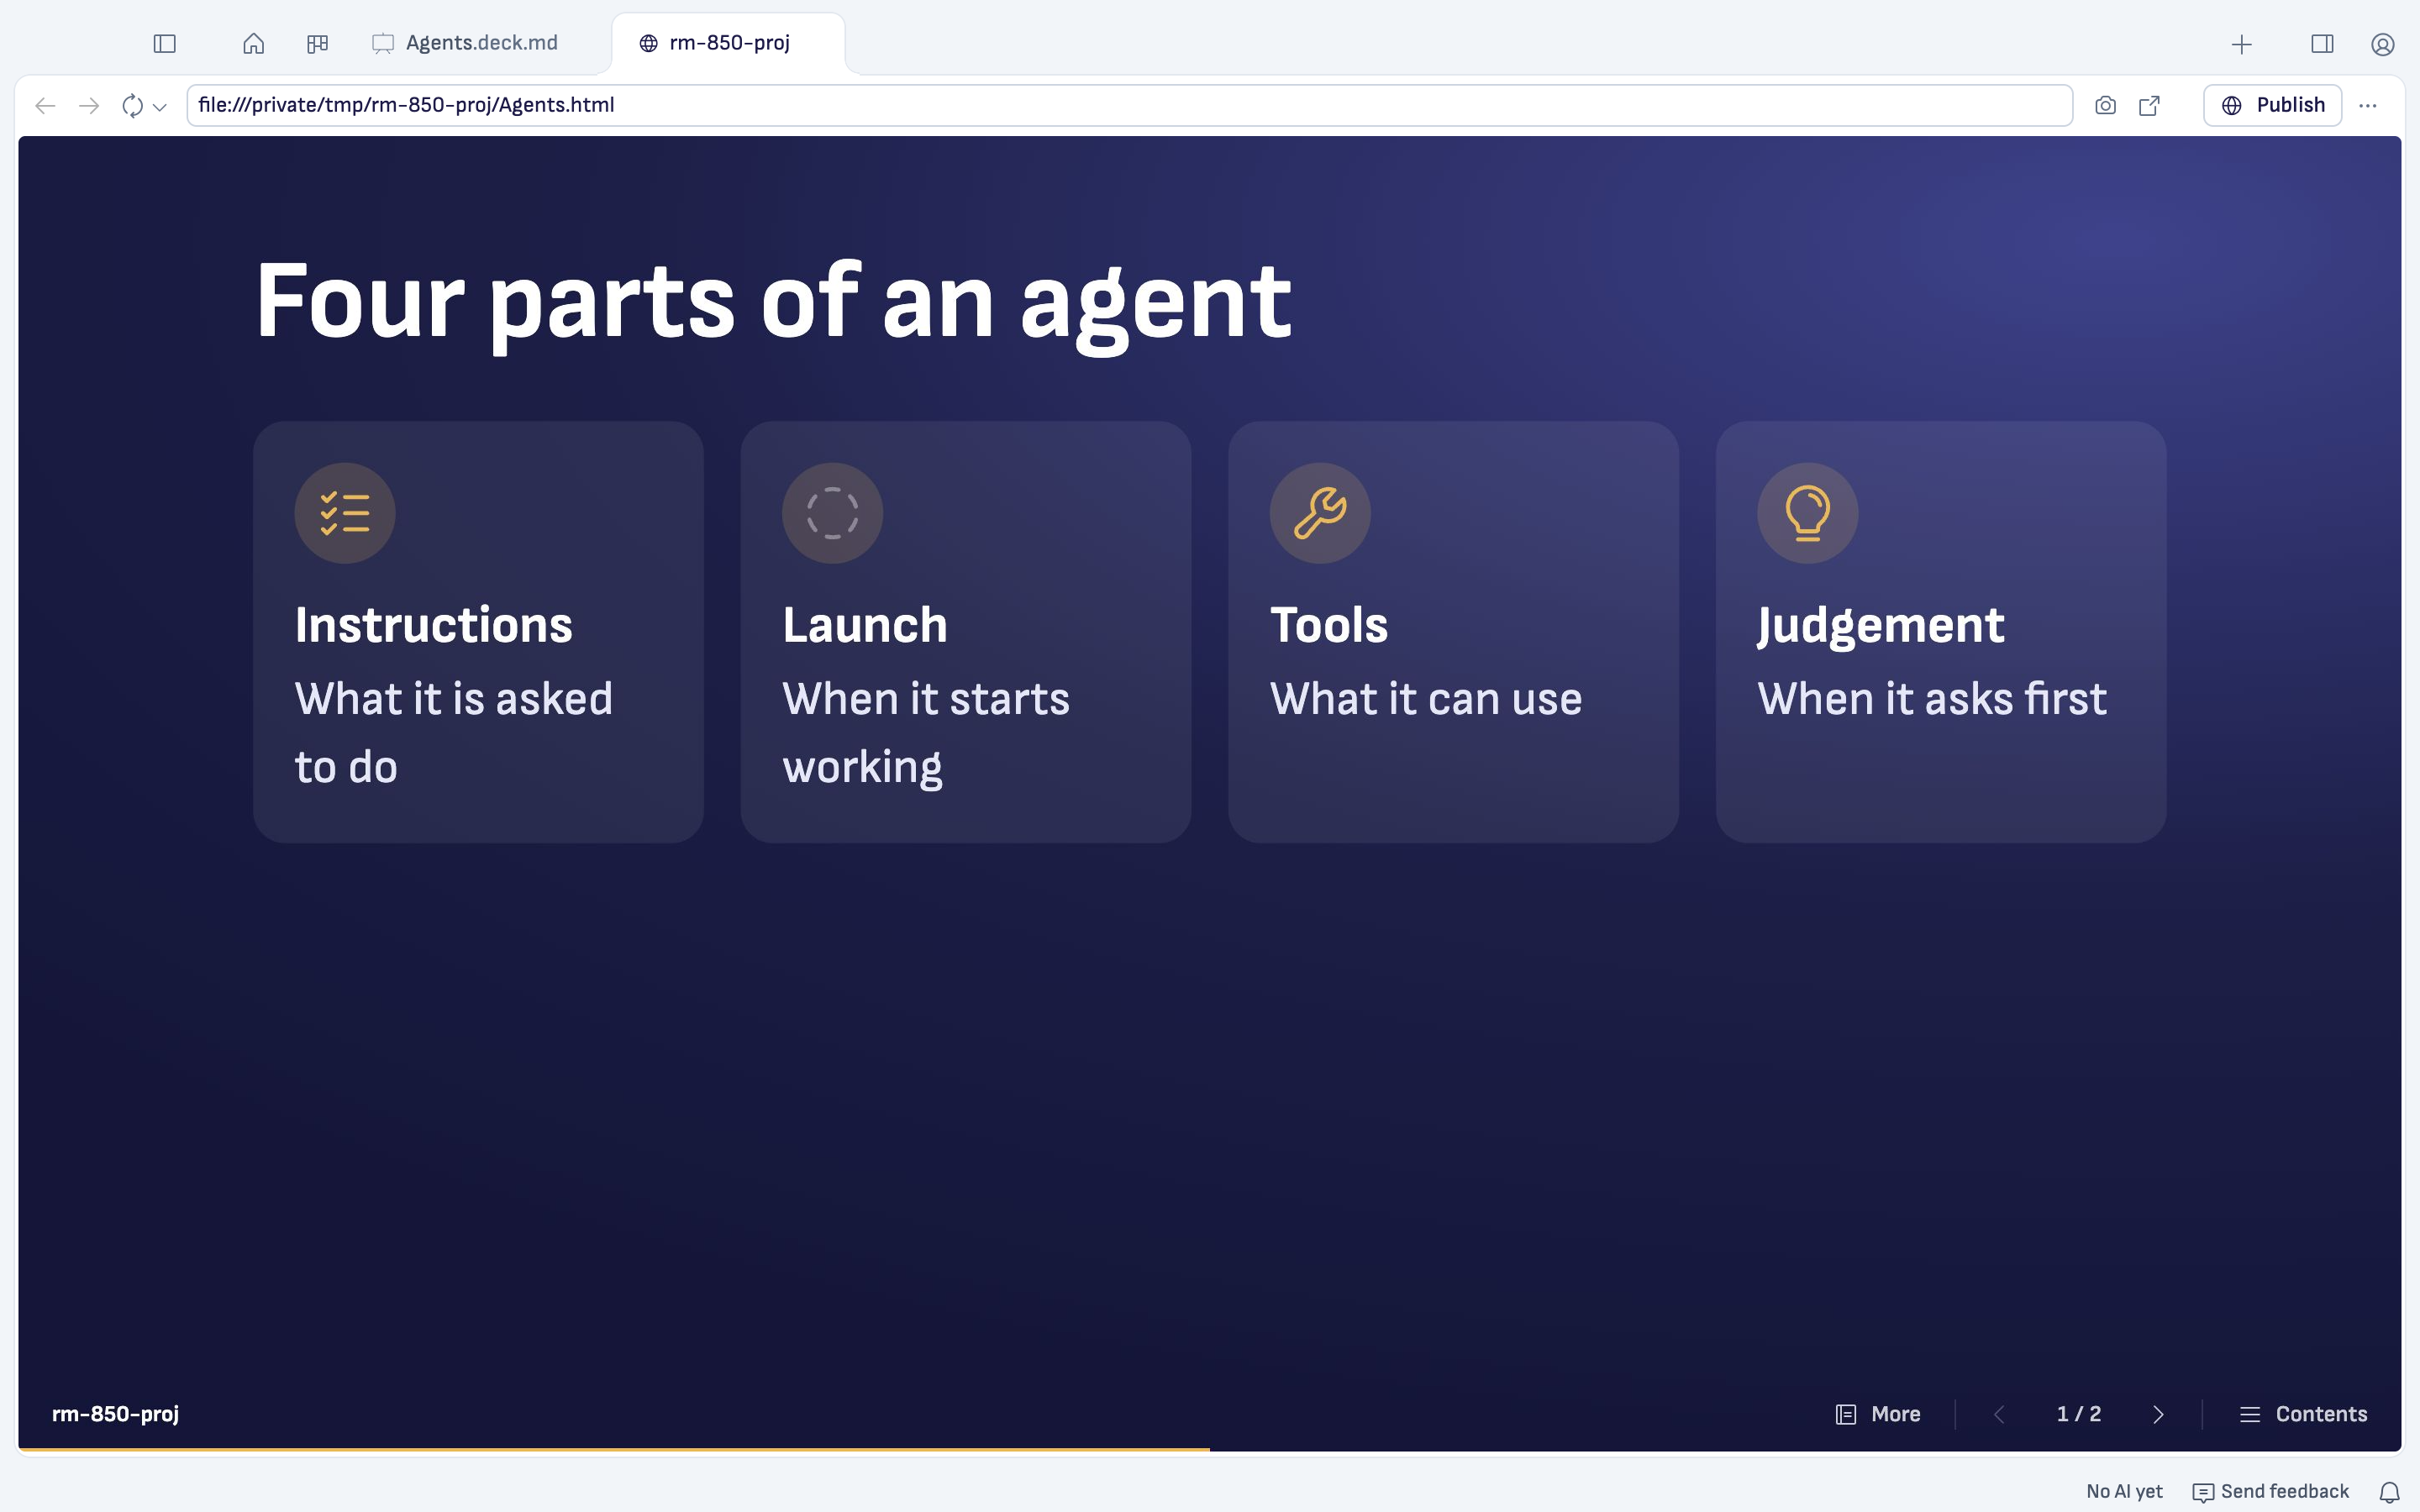 Agents.deck.md
rm-850-proj
file:///private/tmp/rm-850-proj/Agents.html
Publish
Four parts of an agent
Instructions
What it is asked
to do
Launch
When it starts
working
Tools
What it can use
Judgement
When it asks first
rm-850-proj
More
1 / 2
Contents
No AI yet
Send feedback